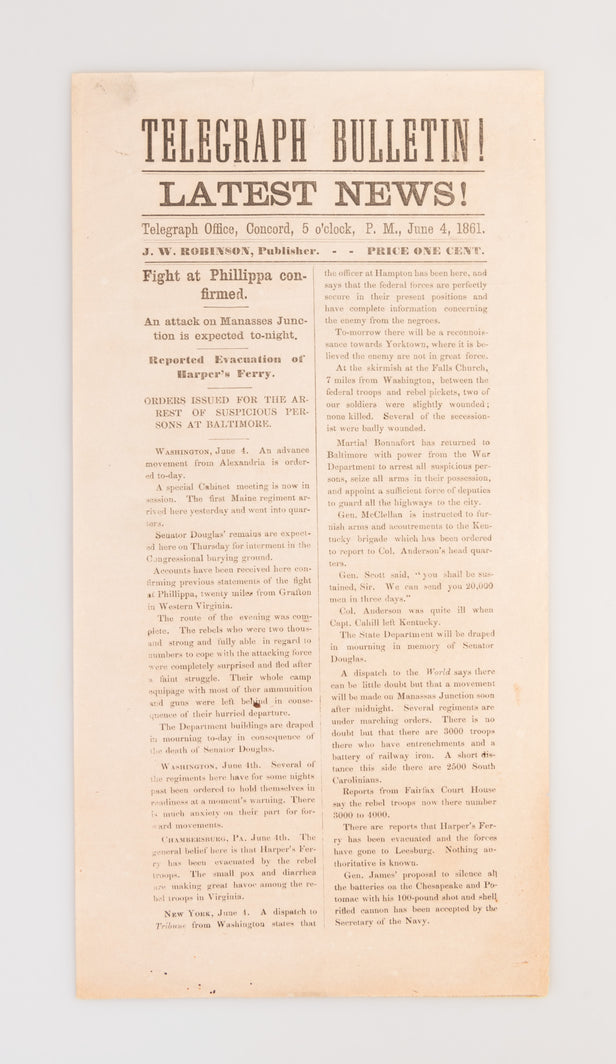 TELEGRAPH BULLETIN!
LATEST NEWS!
Telegraph Office, Concord, 5 o'clock, P. M., June 4, 1861.
J. W. ROBINSON, Publisher. - - PRICE ONE CENT.
Fight at Phillippa con-
firmed.
An attack on Manasses Junc-
tion is expected to-night.
Reported Evacuation of
Harper's Ferry.
ORDERS ISSUED FOR THE AR-
REST OF SUSPICIOUS PER-
SONS AT BALTIMORE.
WASHINGTON, June 4. An advance
movement from Alexandria is order-
ed to-day.
A special Cabinet meeting is now in
session. The first Maine regiment ar-
rived here yesterday and went into quar-
ters.
Senator Douglas' remains are expect-
ed here on Thursday for interment in the
Congressional burying ground.
Accounts have been received here con-
firming previous statements of the fight
at Phillippa, twenty miles from Grafton
in Western Virginia.
The route of the evening was com-
plete. The rebels who were two thous-
and strong and fully able in regard to
numbers to cope with the attacking force
were completely surprised and fled after
a faint struggle. Their whole camp
equipage with most of ther ammunition
and guns were left behind in conse-
quence of their hurried departure.
The Department buildings are draped
in mourning to-day in consequence of
the death of Senator Douglas.
WASHINGTON, June 4th. Several of
the regiments here have for some nights
past been ordered to hold themselves in
readiness at a moment's warning. There
is much anxiety on their part for for-
ward movements.
CHAMBERSBURG, PA. June 4th. The
general belief here is that Harper's Fer-
ry has been evacuated by the rebel
troops. The small pox and diarrhea
are making great havoc among the re-
bel troops in Virginia.
NEW YORK, June 4. A dispatch to
Tribune from Washington states that
the officer at Hampton has been here, and
says that the federal forces are perfectly
secure in their present positions and
have complete information concerning
the enemy from the negroes.
To-morrow there will be a reconnois-
sance towards Yorktown, where it is be-
lieved the enemy are not in great force.
At the skirmish at the Falls Church,
7 miles from Washington, between the
federal troops and rebel pickets, two of
our soldiers were slightly wounded;
none killed. Several of the secession-
ist were badly wounded.
Martial Bonnafort has returned to
Baltimore with power from the War
Department to arrest all suspicious per-
sons, seize all arms in their possession,
and appoint a sufficient force of deputies
to guard all the highways to the city.
Gen. McClellan is instructed to fur-
nish arms and acoutrements to the Ken-
tucky brigade which has been ordered
to report to Col. Anderson's head quar-
ters.
Gen. Scott said, "you shall be sus-
tained, Sir. We can send you 20,000
men in three days."
Col. Anderson was quite ill when
Capt. Cahill left Kentucky.
The State Department will be draped
in mourning in memory of Senator
Douglas.
A dispatch to the World says there
can be little doubt but that a movement
will be made on Manassas Junction soon
after midnight. Several regiments are
under marching orders. There is no
doubt but that there are 3000 troops
there who have entrenchments and a
battery of railway iron. A short dis-
tance this side there are 2500 South
Carolinians.
Reports from Fairfax Court House
say the rebel troops now there number
3000 to 4000.
There are reports that Harper's Fer-
ry has been evacuated and the forces
have gone to Leesburg. Nothing au-
thoritative is known.
Gen. James' proposal to silence all
the batteries on the Chesapeake and Po-
tomac with his 100-pound shot and shell
rifled cannon has been accepted by the
Secretary of the Navy.